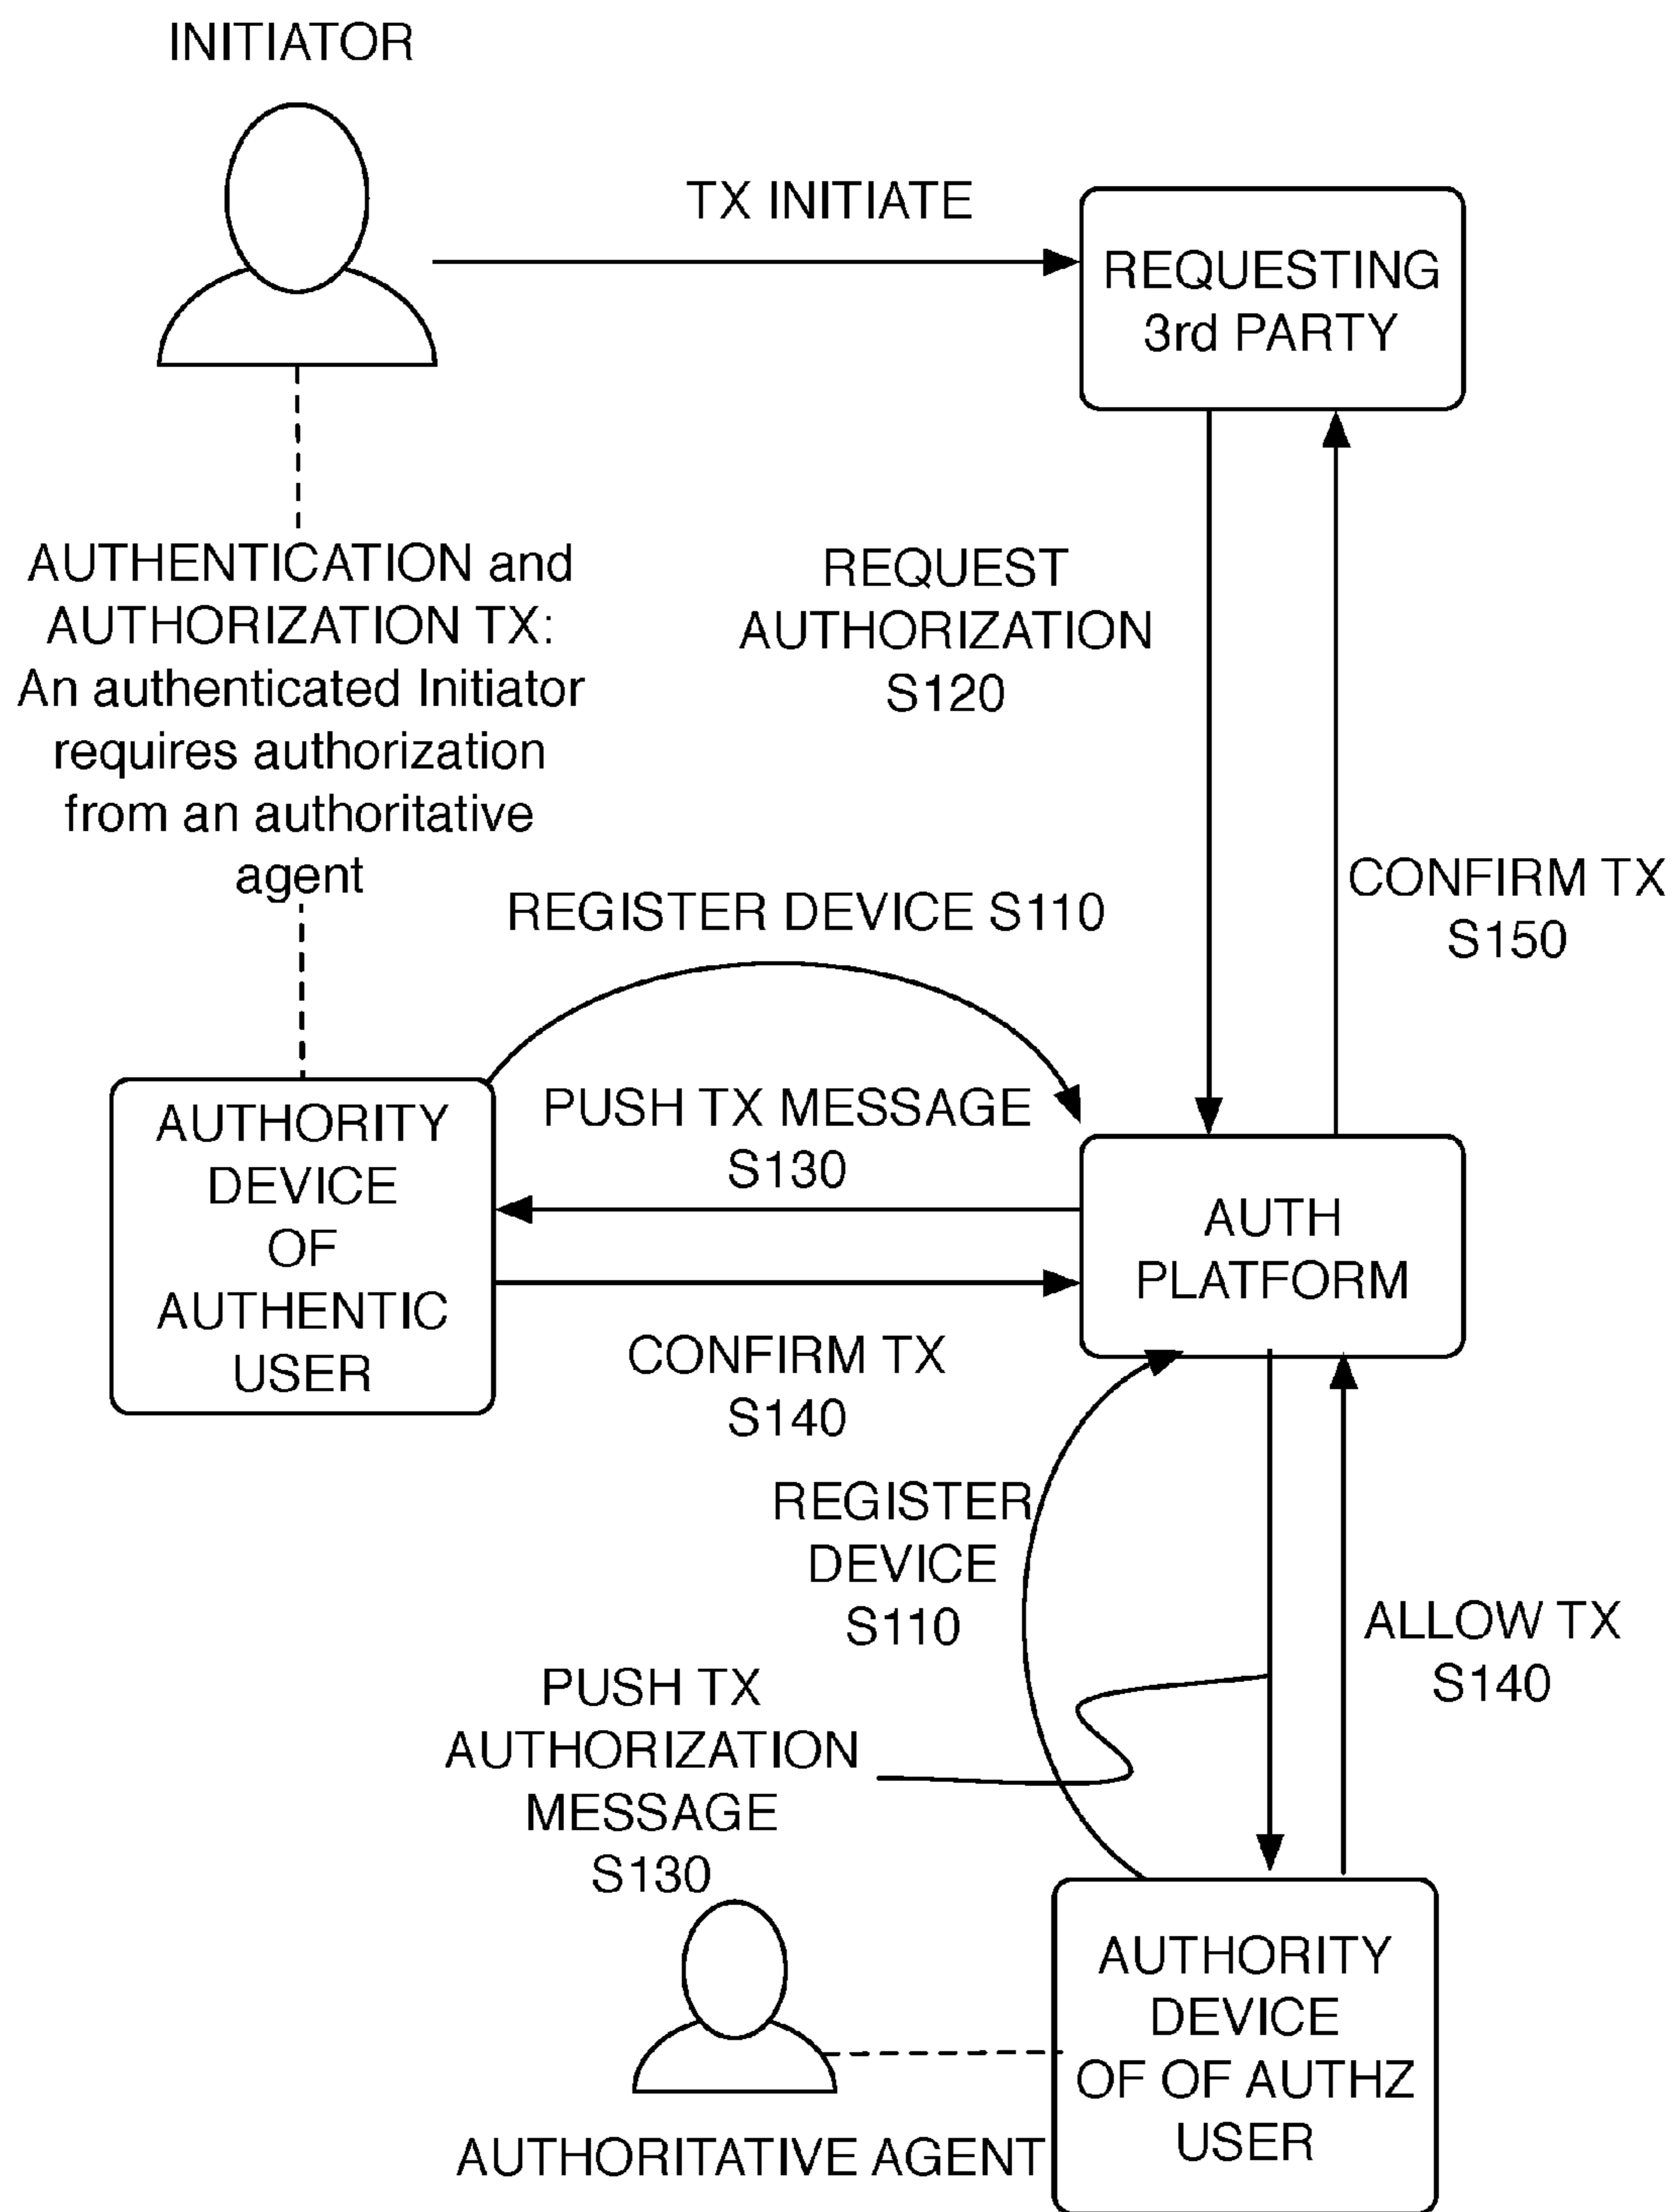 INITIATOR
TX INITIATE
REQUESTING
3rd PARTY
AUTHENTICATION and
AUTHORIZATION TX:
An authenticated Initiator
requires authorization
from an authoritative
agent
REQUEST
AUTHORIZATION
S120
CONFIRM TX
S150
REGISTER DEVICE S110
AUTHORITY
DEVICE
OF
AUTHENTIC
USER
PUSH TX MESSAGE
S130
AUTH
PLATFORM
CONFIRM TX
S140
REGISTER
DEVICE
S110
ALLOW TX
S140
PUSH TX
AUTHORIZATION
MESSAGE
S130
AUTHORITY
DEVICE
OF OF AUTHZ
USER
AUTHORITATIVE AGENT